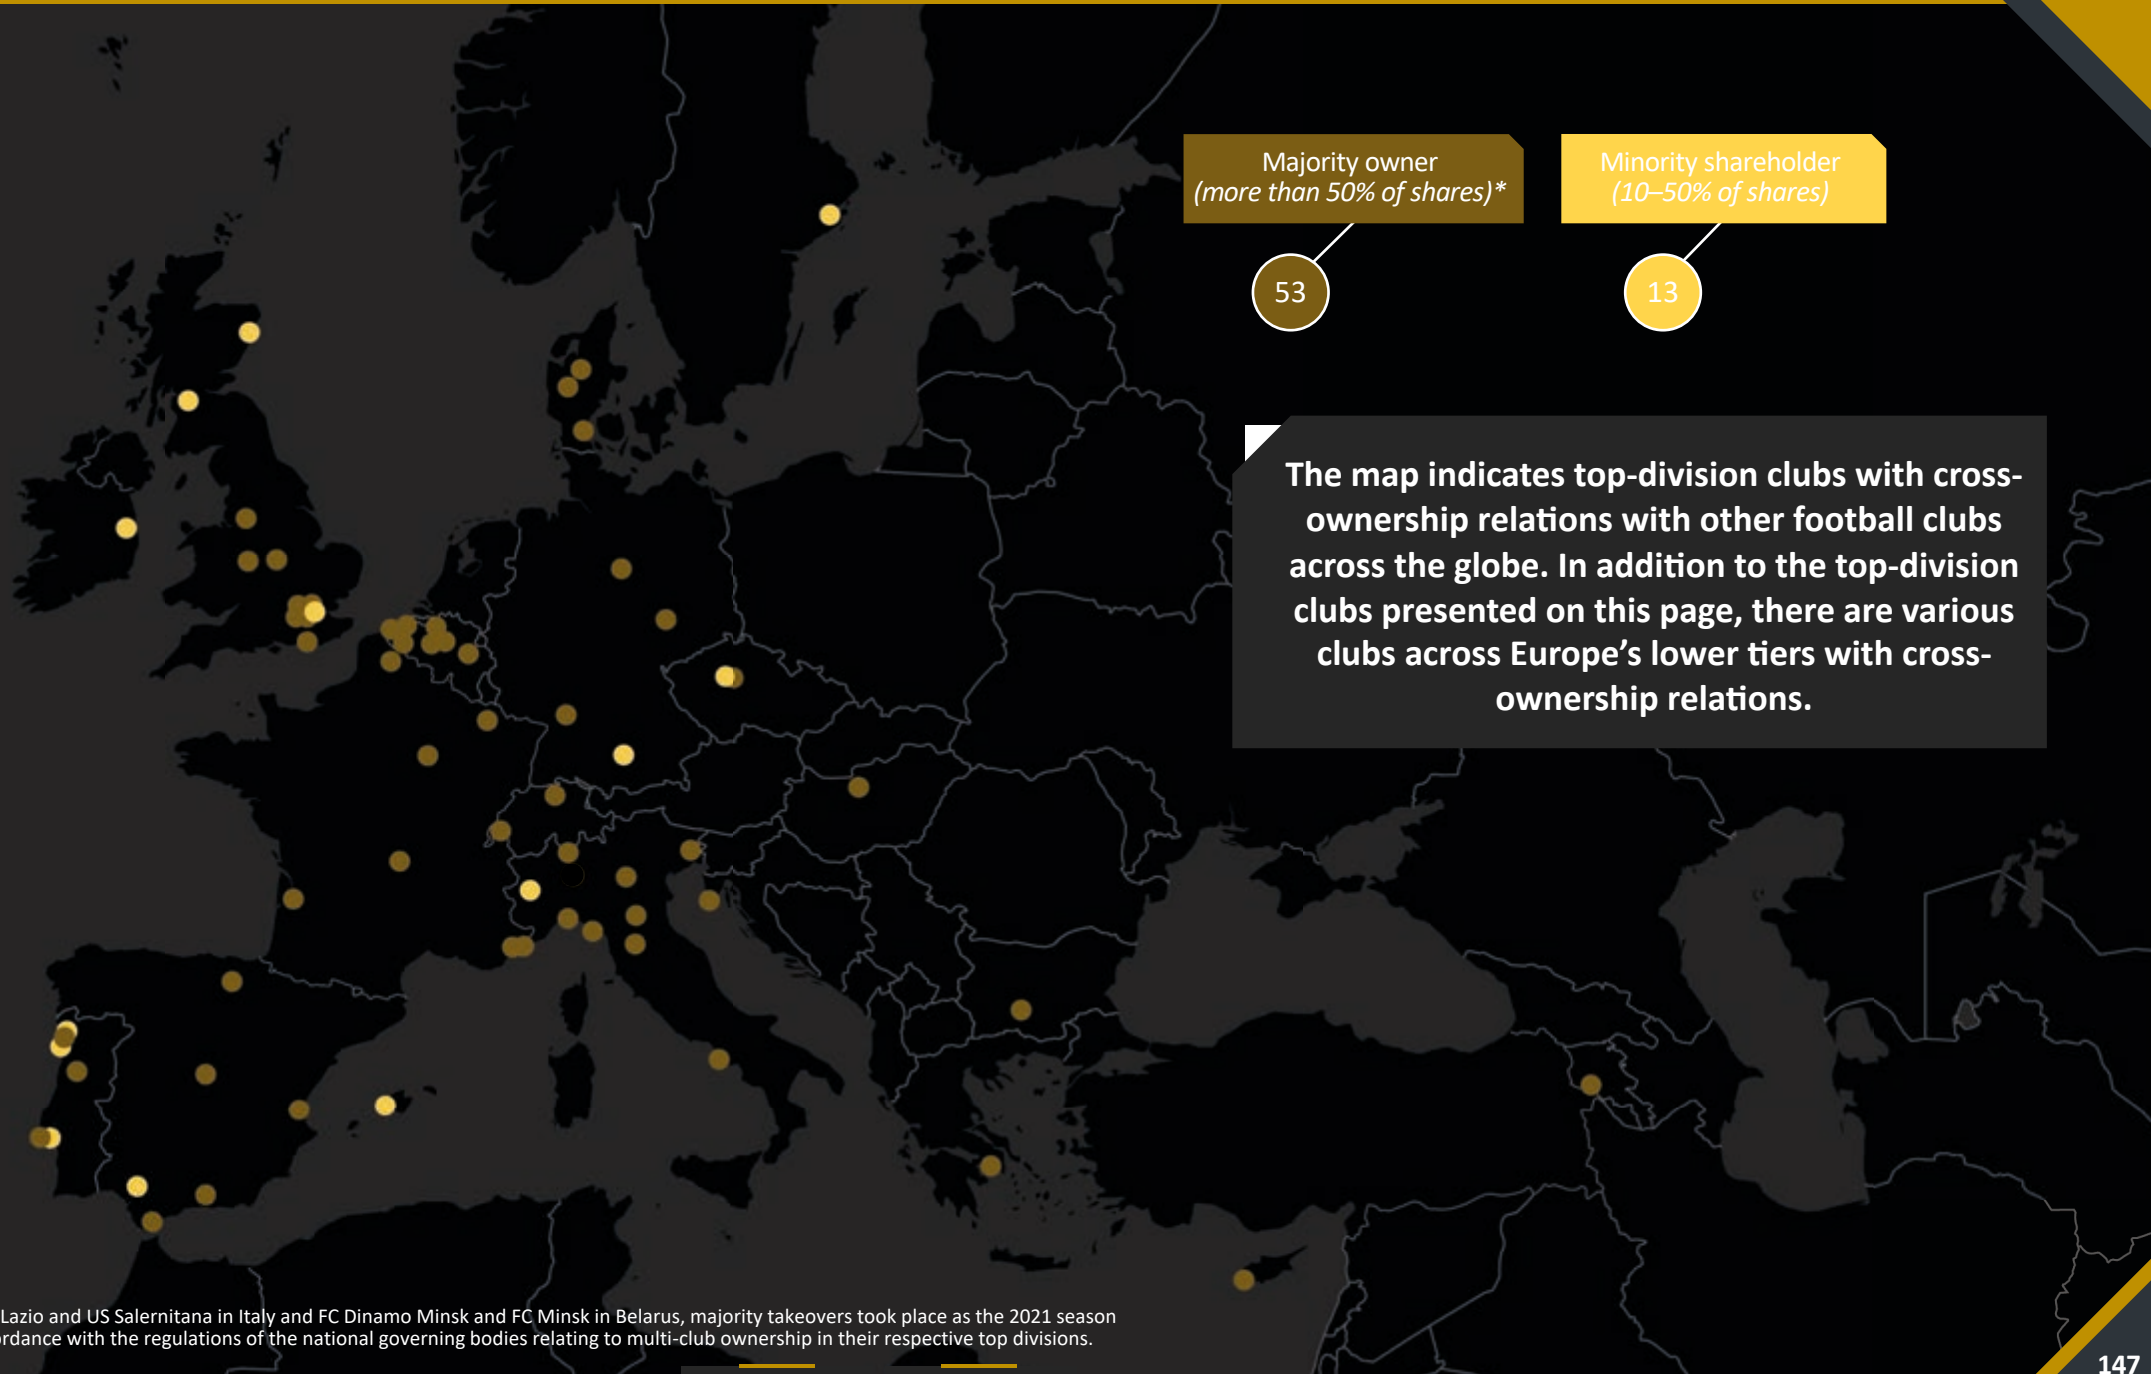 Majority owner
(more than 50% of shares)*
Minority shareholder
(10–50% of shares)
53
13
The map indicates top-division clubs with cross-
ownership relations with other football clubs
across the globe. In addition to the top-division
clubs presented on this page, there are various
clubs across Europe’s lower tiers with cross-
ownership relations.
Lazio and US Salernitana in Italy and FC Dinamo Minsk and FC Minsk in Belarus, majority takeovers took place as the 2021 season
rdance with the regulations of the national governing bodies relating to multi-club ownership in their respective top divisions.
147